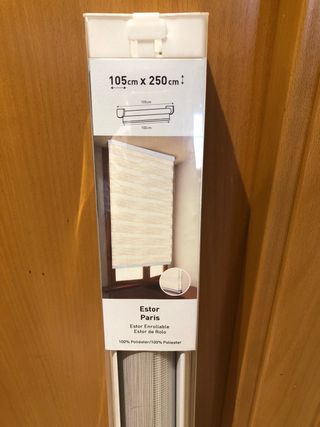 105cm x 250cm
105cm
100cm
Estor
Paris
Estor Enrollable
Estor de Rolo
100% Poliéster/100% Poliester